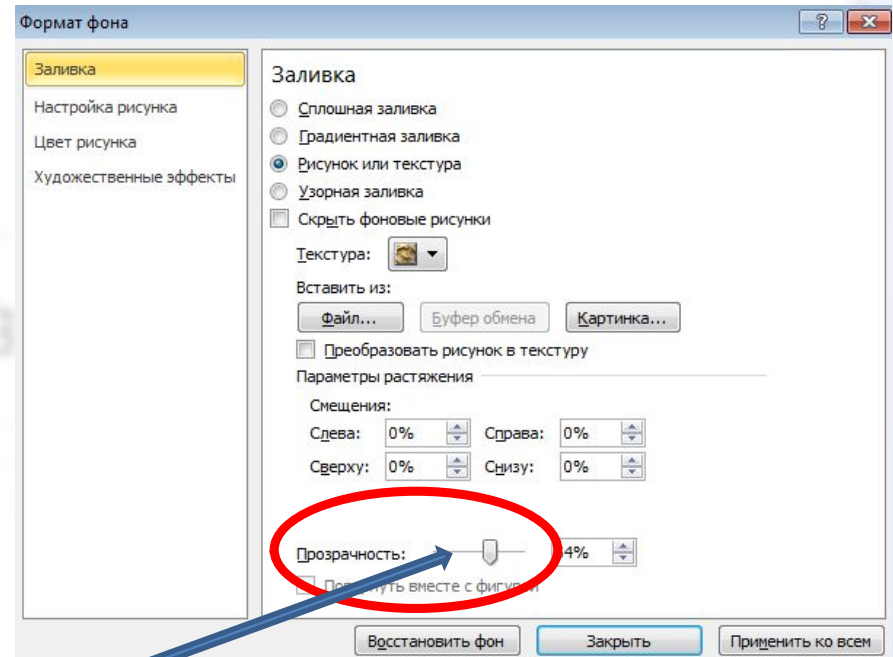 Формат фона
Заливка
Настройка рисунка
Цвет рисунка
Художественные эффекты
Заливка
Сплошная заливка
Градиентная заливка
Рисунок или текстура
Узорная заливка
Скрыть фоновые рисунки
Текстура:
Вставить из:
Файл... Буфер обмена Картинка...
Преобразовать рисунок в текстуру
Параметры растяжения
Смещения:
Слева: 0% Справа: 0%
Сверху: 0% Снизу: 0%
Прозрачность:
вместе с
Восстановить фон Закрыть Применить ко всем